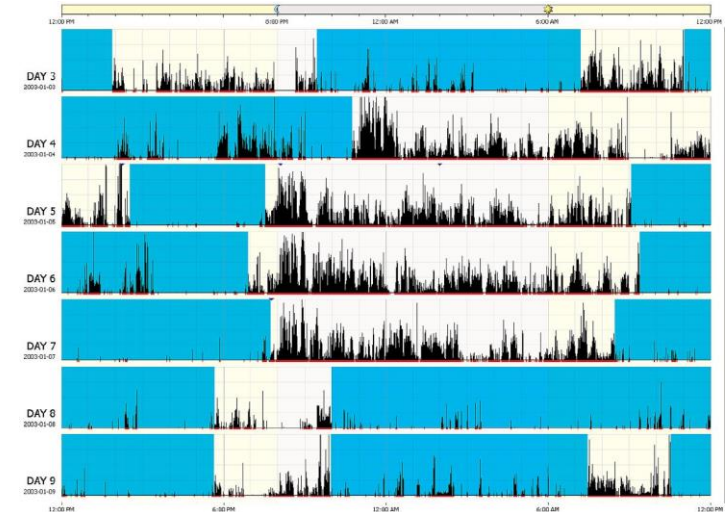 12:00 PM 8:00 PM 12:00 AM 6:00 AM 12:00 PM
DAY 3
2003-01-03
DAY 4
2003-01-04
DAY 5
2003-01-05
DAY 6
2003-01-06
DAY 7
2003-01-07
DAY 8
2003-01-08
DAY 9
2003-01-09
12:00 PM 6:00 PM 12:00 AM 6:00 AM 12:00 PM